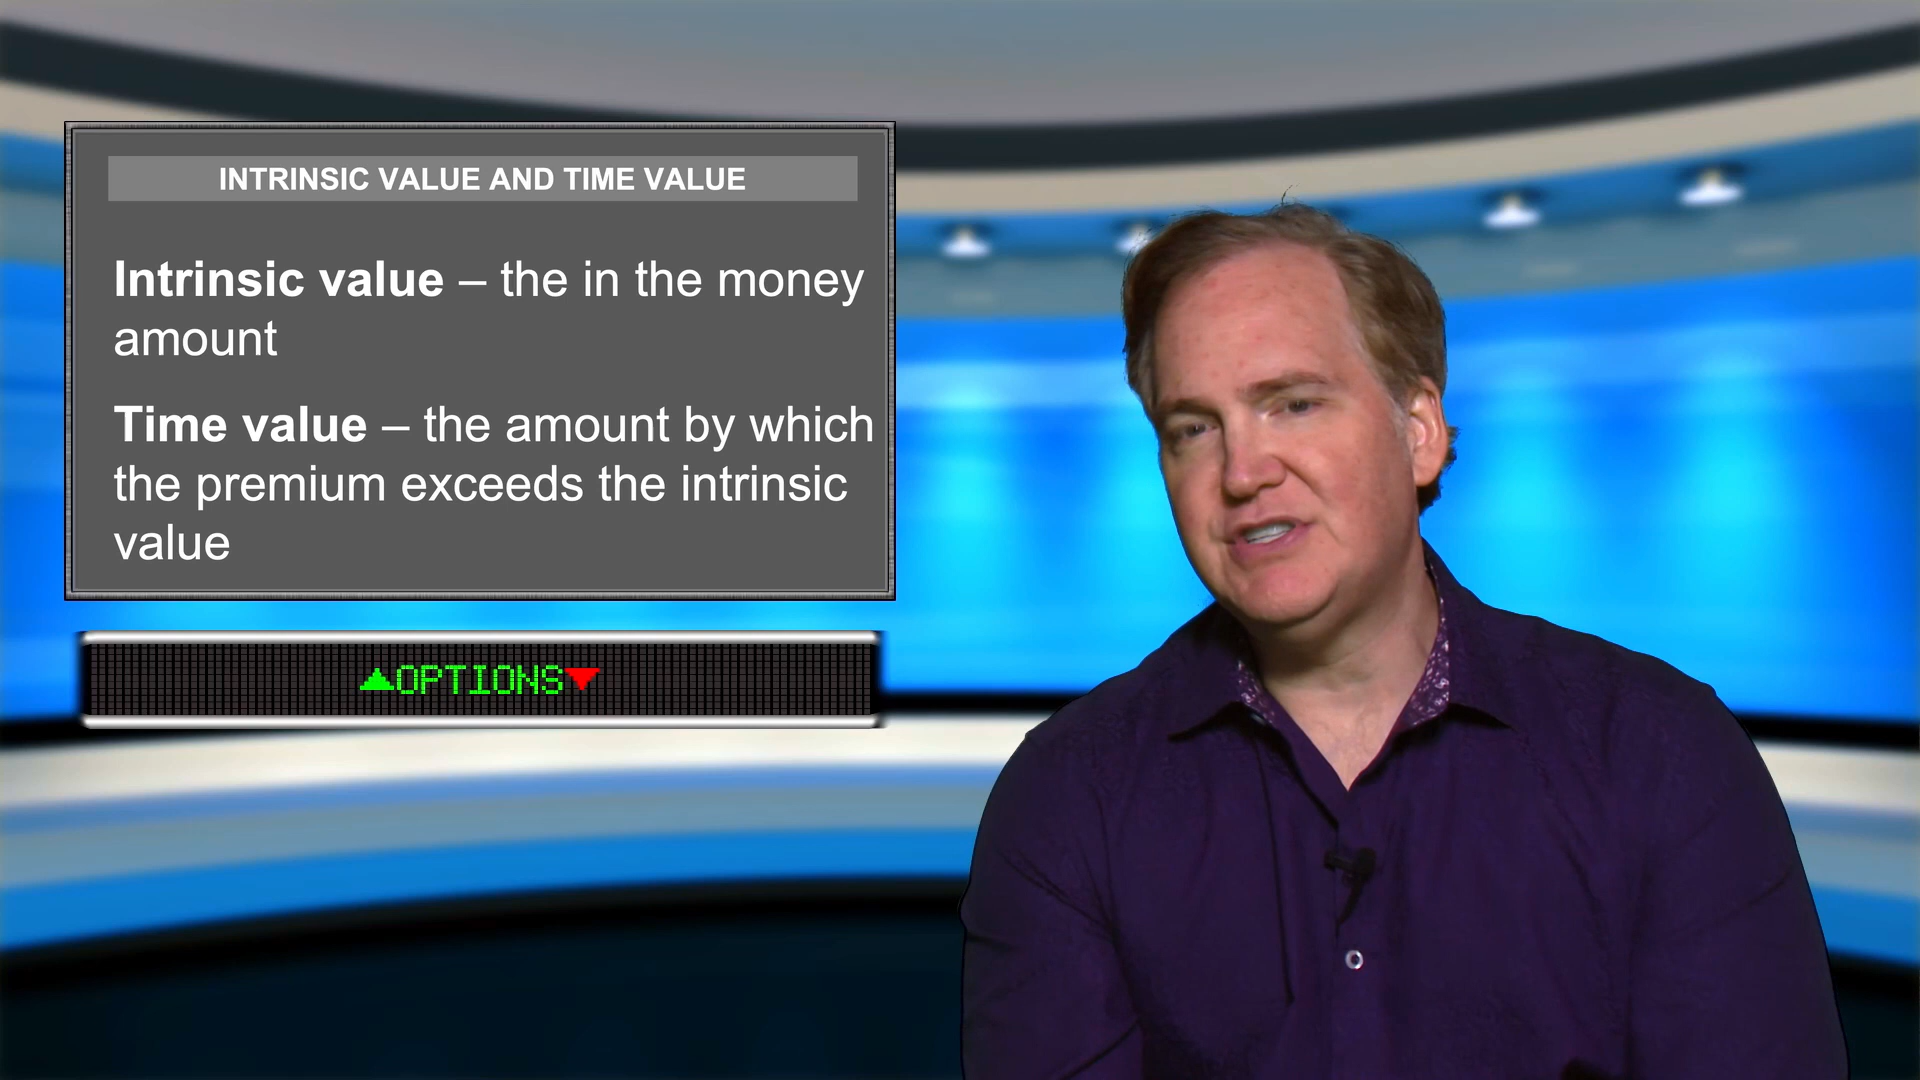 INTRINSIC VALUE AND TIME VALUE
Intrinsic value – the in the money
amount
Time value – the amount by which
the premium exceeds the intrinsic
value
▲OPTIONS▼